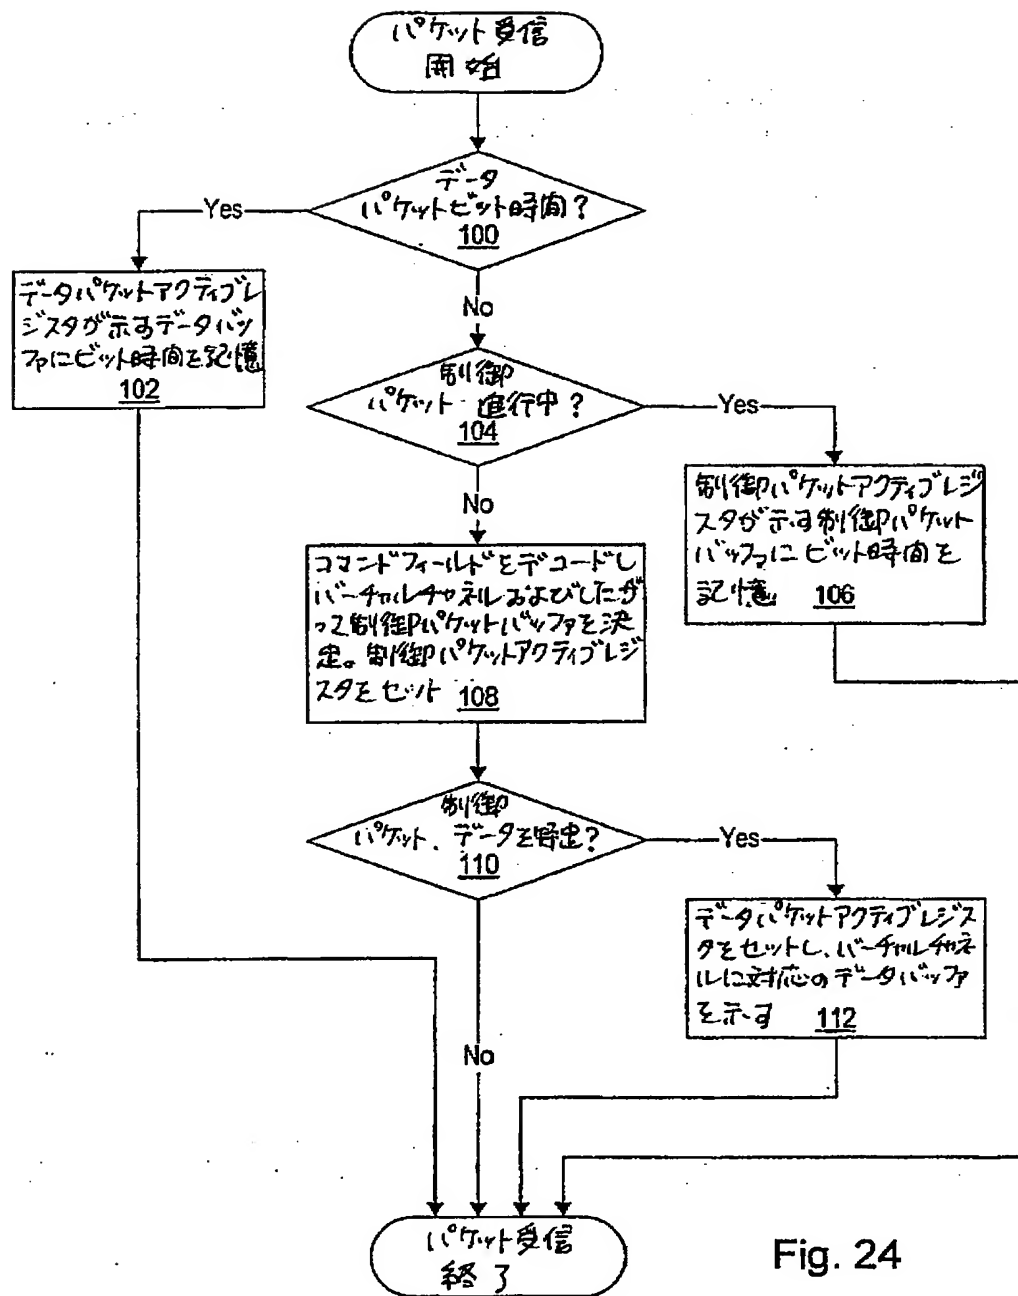 パケット受信
開始
データ
パケットビット時間?
100
Yes
No
データパケットアクティブレ
ジスタが示すデータバッ
ファにビット時間を記憶
102
制御
パケット 進行中?
104
Yes
No
制御パケットアクティブレジ
スタが示す制御パケット
バッファにビット時間を
記憶 106
コマンドフィールドをデコードし
バーチャルチャネルおよびしたが
って制御パケットバッファを決
定。制御パケットアクティブレジ
スタをセット 108
制御
パケット、データを特定?
110
Yes
No
データパケットアクティブレジス
タをセットし、バーチャルチャネ
ルに対応のデータバッファ
を示す 112
パケット受信
終了
Fig. 24